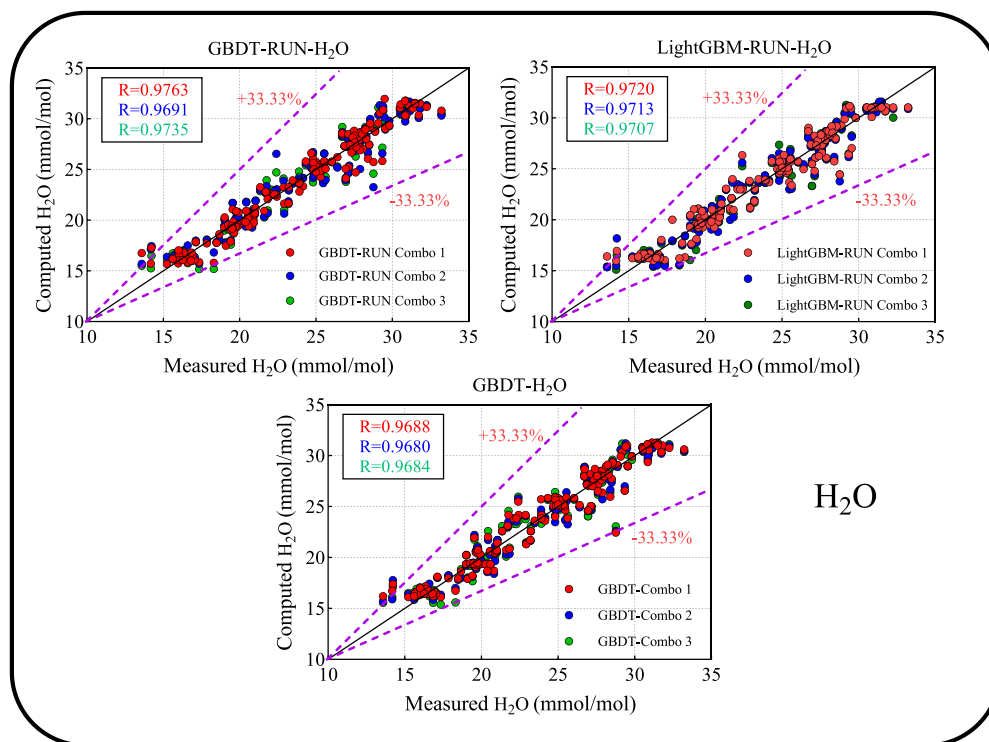 GBDT-RUN-H₂O
35
30
25
20
15
10
Computed H₂O (mmol/mol)
R=0.9763
R=0.9691
R=0.9735
+33.33%
-33.33%
GBDT-RUN Combo 1
GBDT-RUN Combo 2
GBDT-RUN Combo 3
10 15 20 25 30 35
Measured H₂O (mmol/mol)
LightGBM-RUN-H₂O
35
30
25
20
15
10
Computed H₂O (mmol/mol)
R=0.9720
R=0.9713
R=0.9707
+33.33%
-33.33%
LightGBM-RUN Combo 1
LightGBM-RUN Combo 2
LightGBM-RUN Combo 3
10 15 20 25 30 35
Measured H₂O (mmol/mol)
GBDT-H₂O
35
30
25
20
15
10
Computed H₂O (mmol/mol)
R=0.9688
R=0.9680
R=0.9684
+33.33%
-33.33%
GBDT-Combo 1
GBDT-Combo 2
GBDT-Combo 3
10 15 20 25 30 35
Measured H₂O (mmol/mol)
H₂O